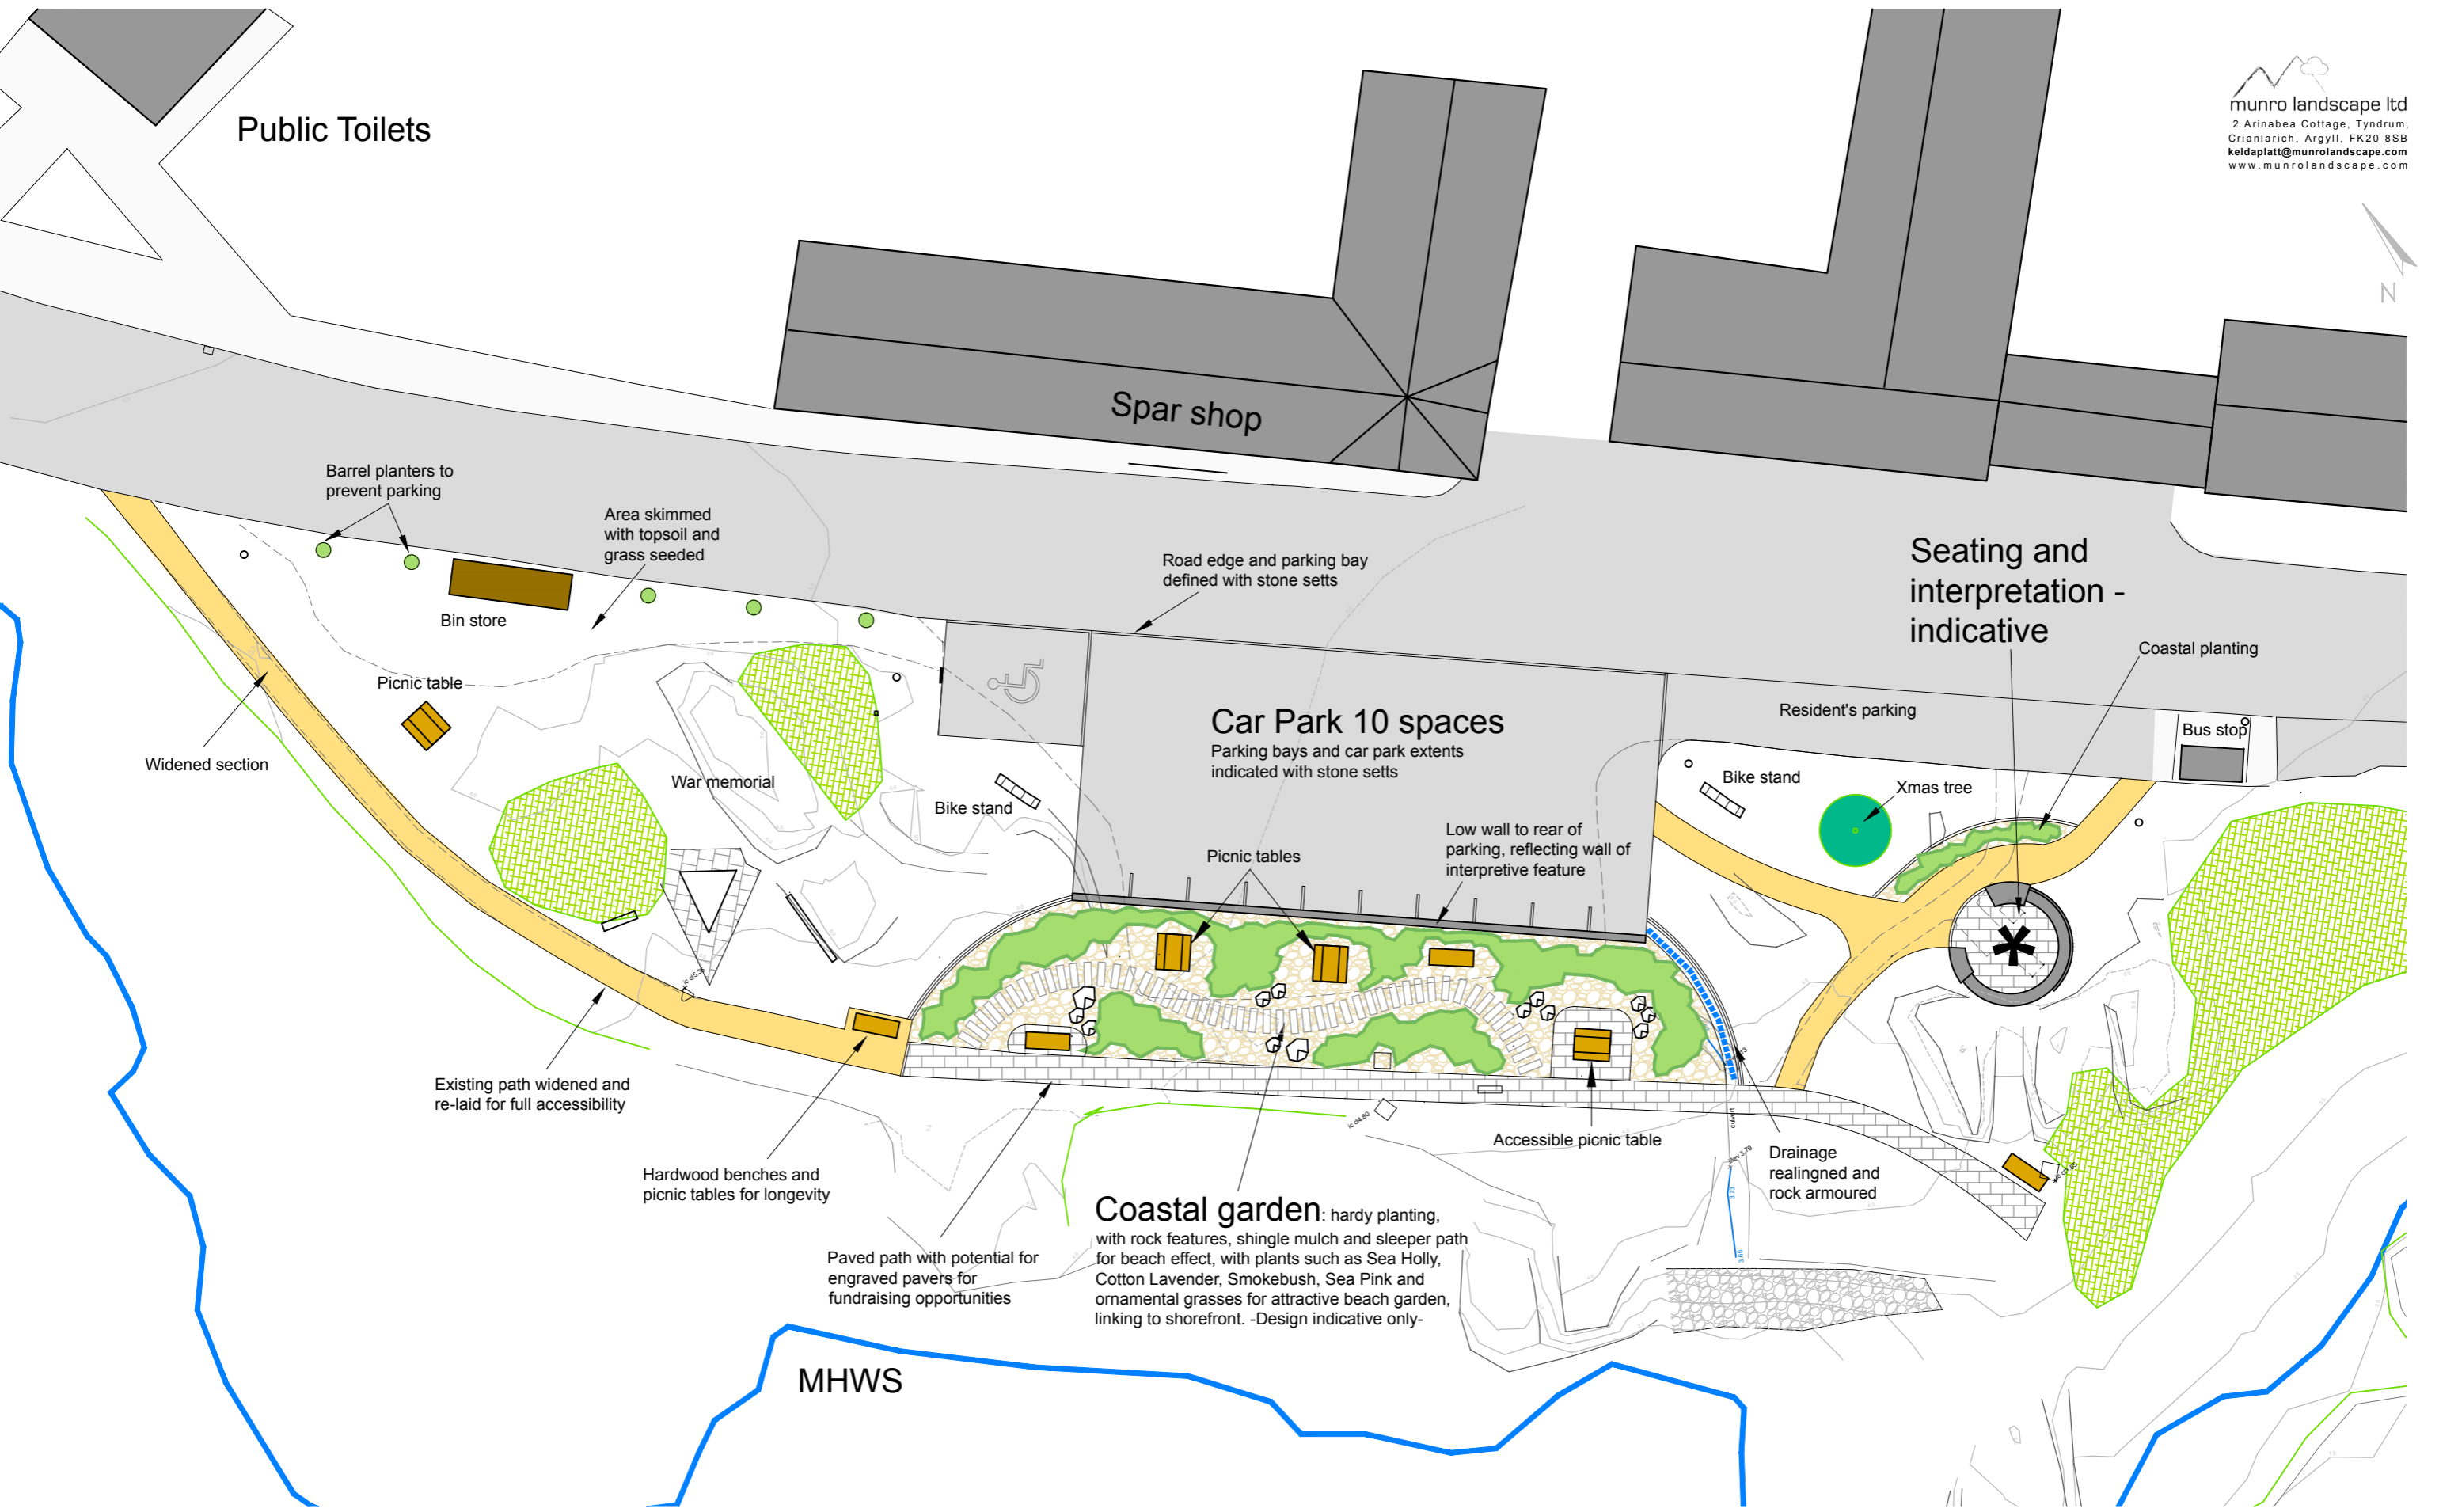 Public Toilets
munro landscape ltd
2 Arinabea Cottage, Tyndrum,
Crianlarich, Argyll, FK20 8SB
keldaplatt@munrolandscape.com
www.munrolandscape.com
N
Spar shop
Barrel planters to
prevent parking
Area skimmed
with topsoil and
grass seeded
Bin store
Road edge and parking bay
defined with stone setts
Seating and
interpretation -
indicative
Coastal planting
Picnic table
Widened section
War memorial
Bike stand
Car Park 10 spaces
Parking bays and car park extents
indicated with stone setts
Resident's parking
Bus stop
Bike stand
Xmas tree
Picnic tables
Low wall to rear of
parking, reflecting wall of
interpretive feature
Existing path widened and
re-laid for full accessibility
Hardwood benches and
picnic tables for longevity
Paved path with potential for
engraved pavers for
fundraising opportunities
Coastal garden: hardy planting,
with rock features, shingle mulch and sleeper path
for beach effect, with plants such as Sea Holly,
Cotton Lavender, Smokebush, Sea Pink and
ornamental grasses for attractive beach garden,
linking to shorefront. -Design indicative only-
ic cl4.80
Accessible picnic table
culvert
Drainage
realingned and
rock armoured
3.73
3.65
MHWS